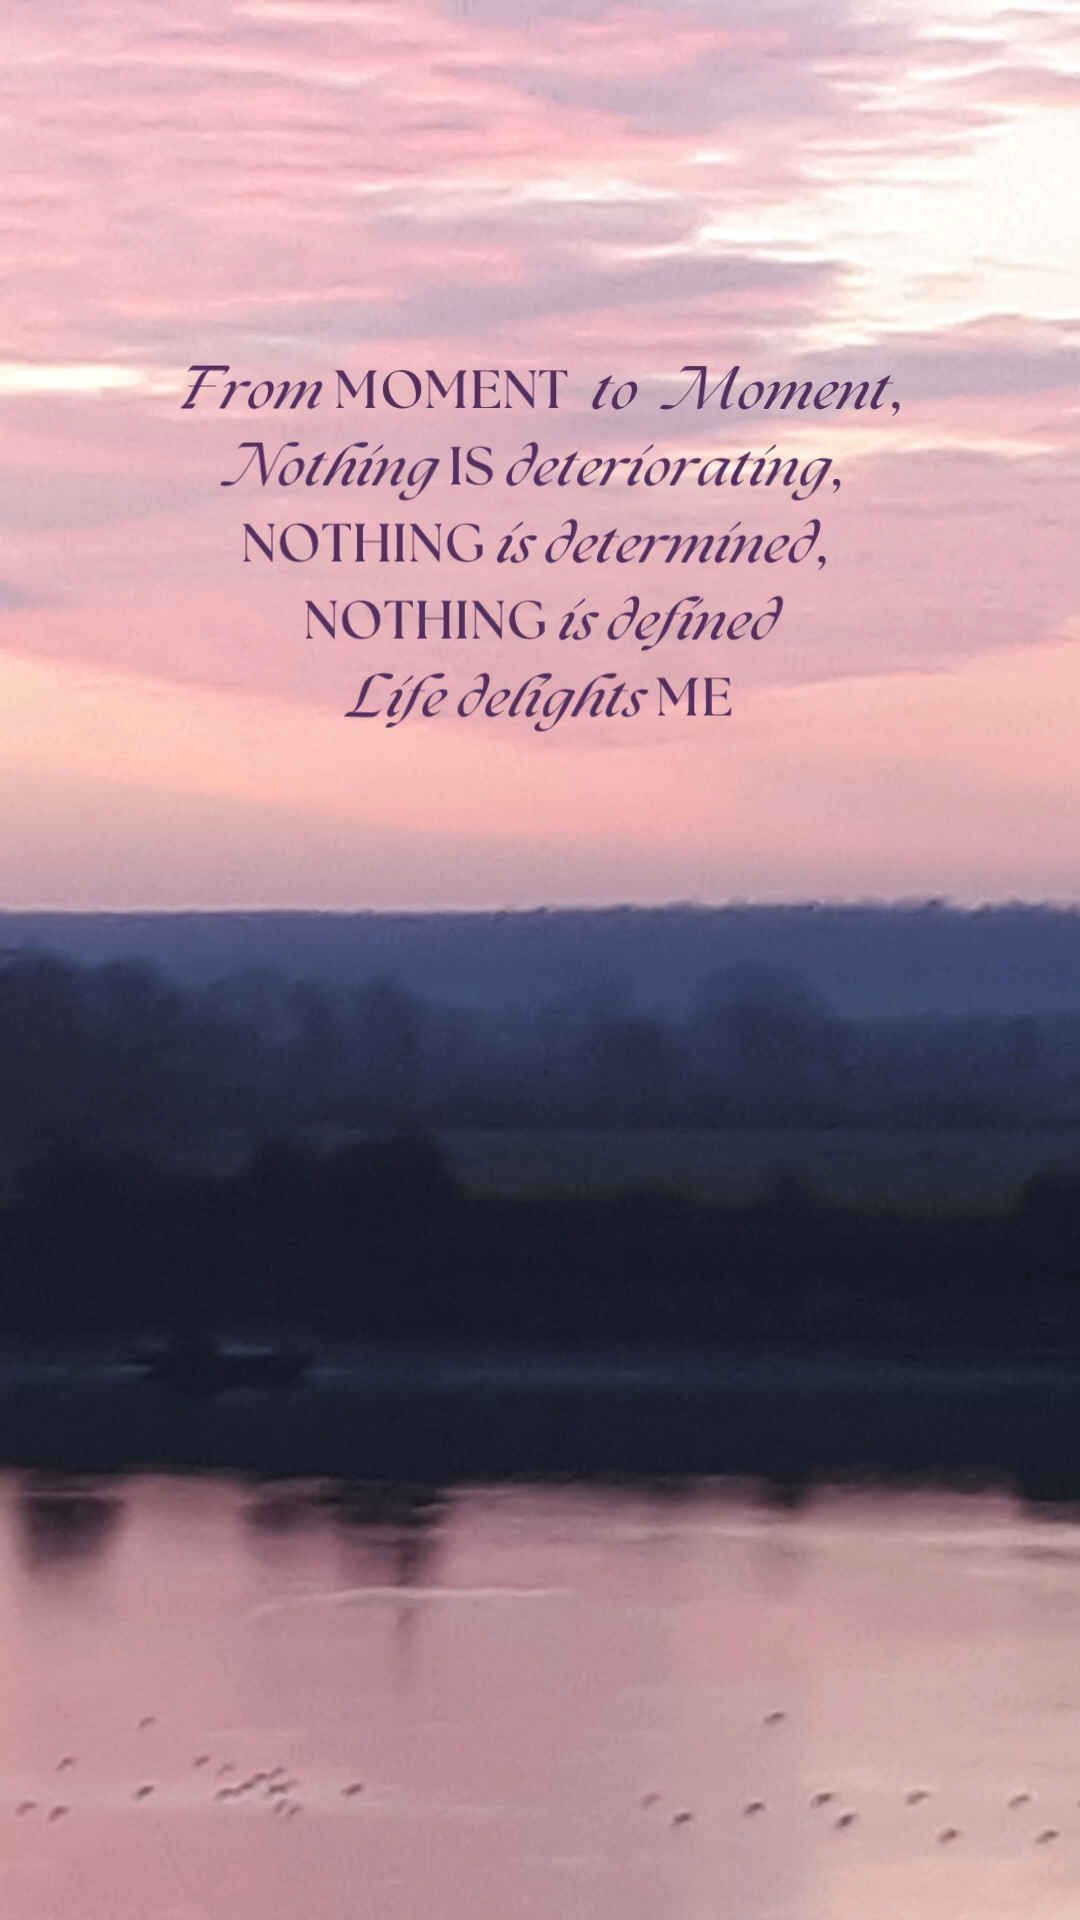 From MOMENT to Moment,
Nothing IS deteriorating,
NOTHING is determined,
NOTHING is defined
Life delights ME